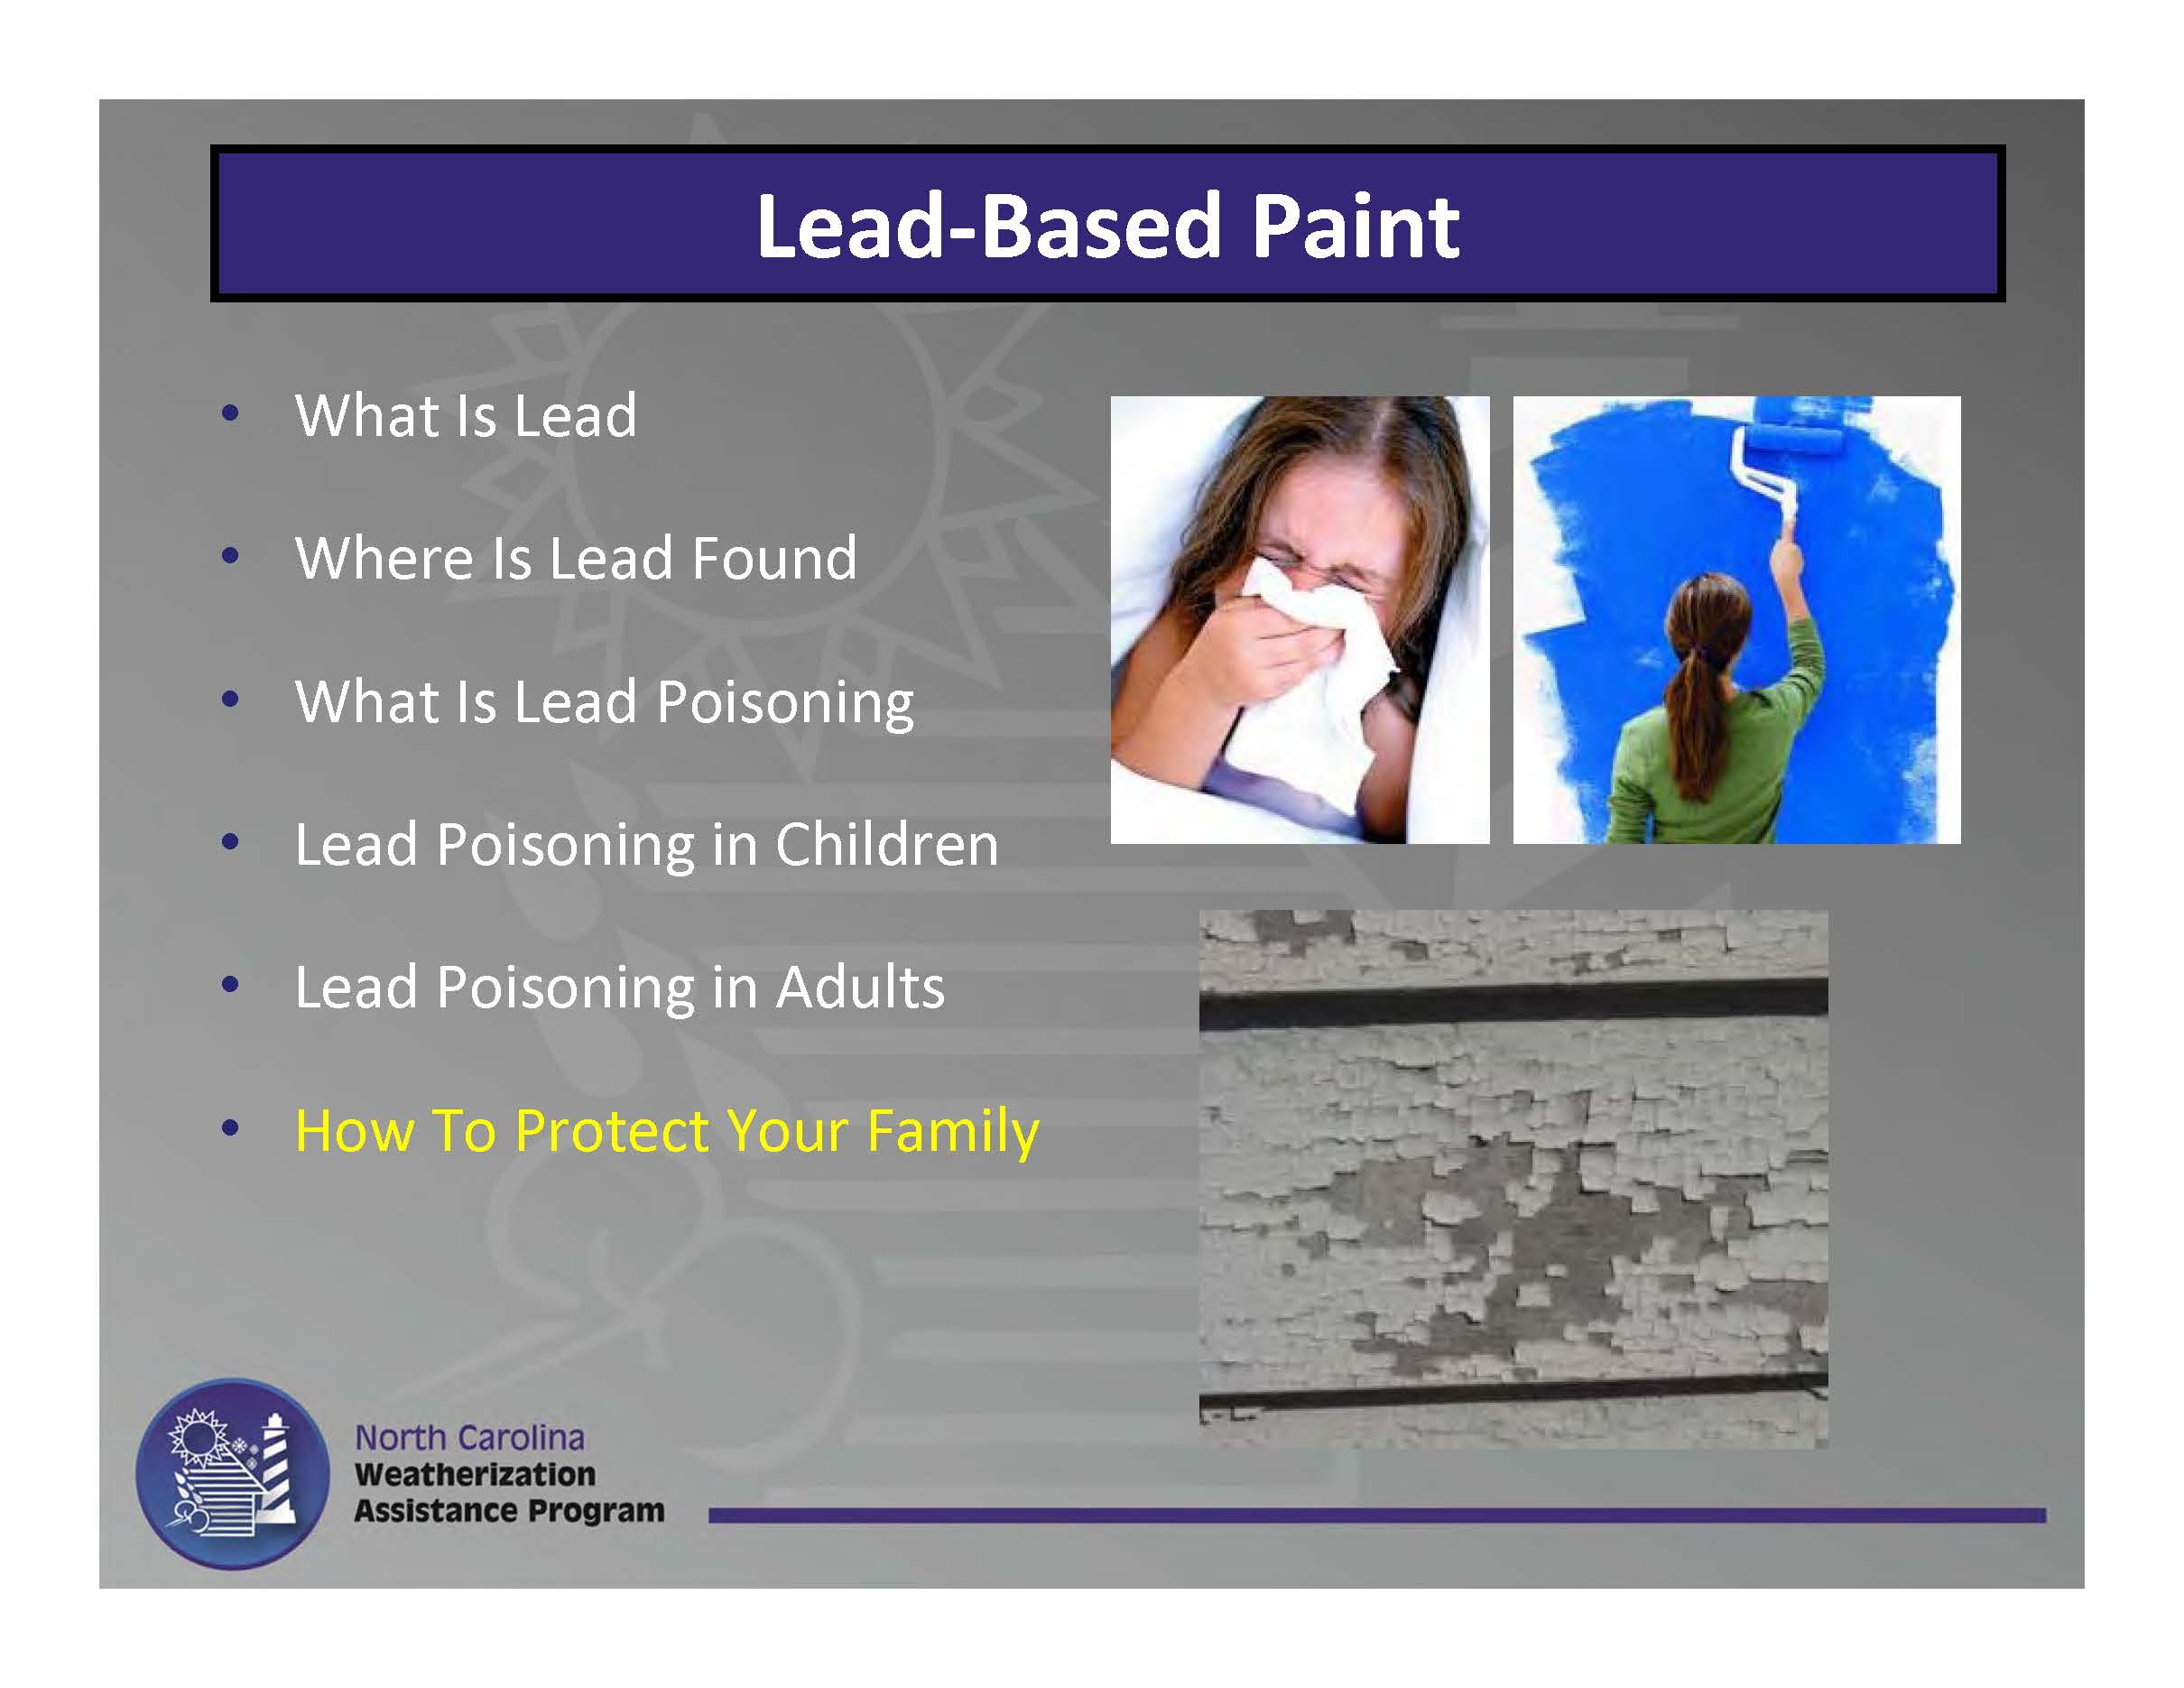 Lead-Based Paint
• What Is Lead
• Where Is Lead Found
• What Is Lead Poisoning
• Lead Poisoning in Children
• Lead Poisoning in Adults
• How To Protect Your Family
North Carolina
Weatherization
Assistance Program